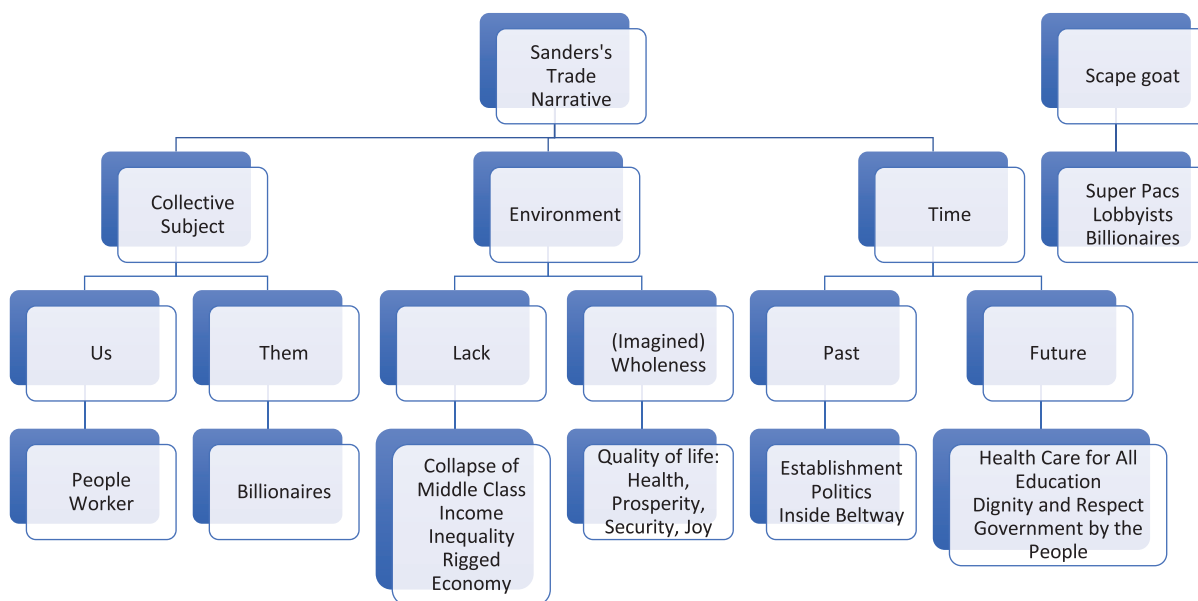 Sanders's
Trade
Narrative
Scape goat
Collective
Subject
Environment
Time
Super Pacs
Lobbyists
Billionaires
Us
Them
Lack
(Imagined)
Wholeness
Past
Future
People
Worker
Billionaires
Collapse of
Middle Class
Income
Inequality
Rigged
Economy
Quality of life:
Health,
Prosperity,
Security, Joy
Establishment
Politics
Inside Beltway
Health Care for All
Education
Dignity and Respect
Government by the
People